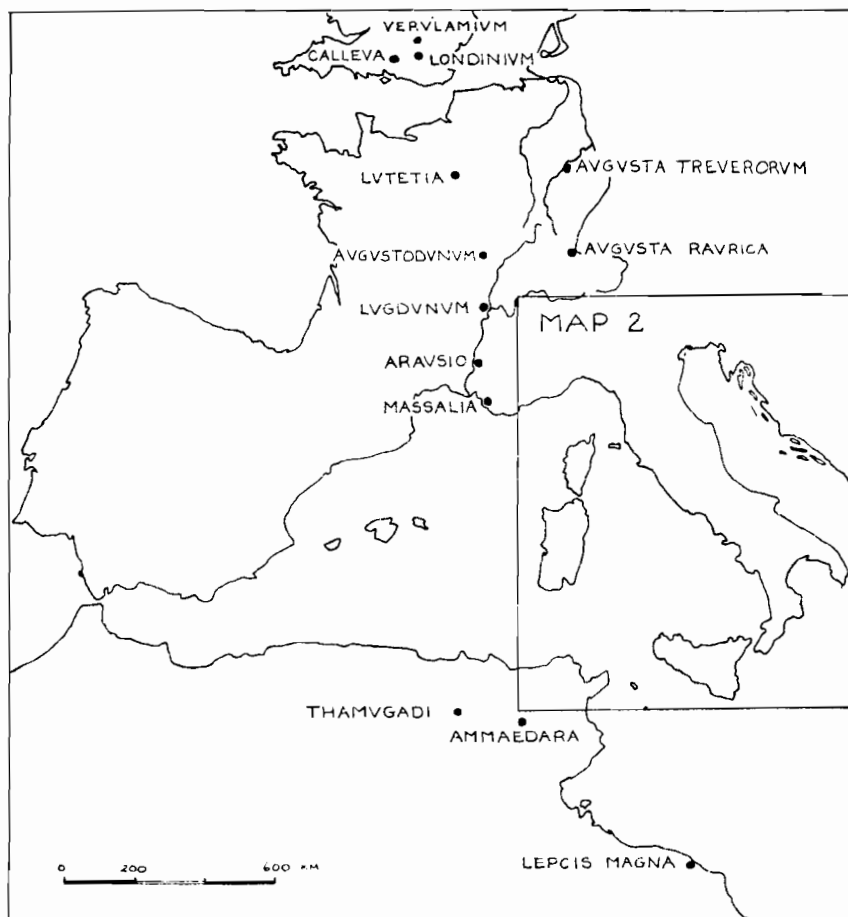 VERVLAMIVM
CALLEVA
LONDINIVM
LVTETIA
AVGVSTA TREVERORVM
AVGVSTODVNVM
AVGVSTA RAVRICA
LVGDVNVM
MAP 2
ARAVSIO
MASSALIA
THAMVGADI
AMMAEDARA
LEPCIS MAGNA
0 200 600 KM